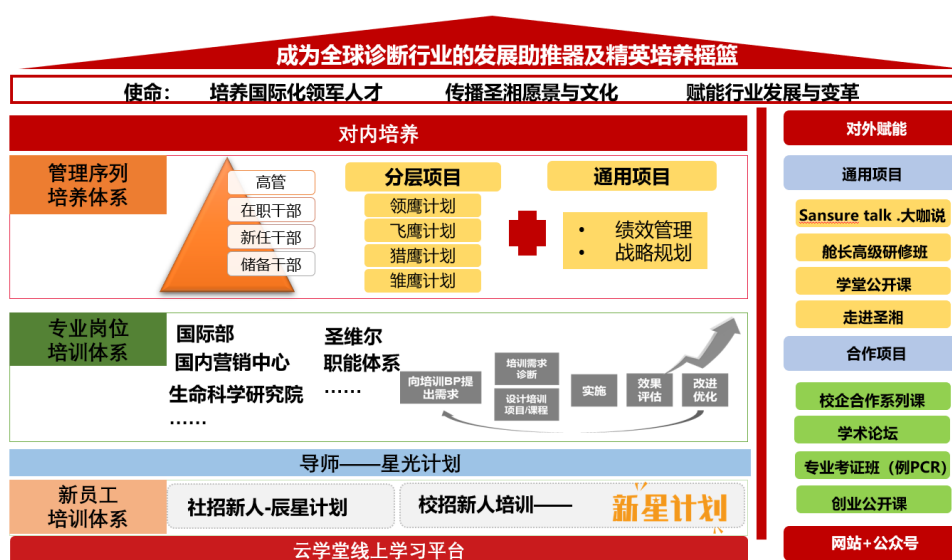 成为全球诊断行业的发展助推器及精英培养摇篮
使命： 培养国际化领军人才 传播圣湘愿景与文化 赋能行业发展与变革
对内培养
管理序列
培养体系
高管
在职干部
新任干部
储备干部
分层项目
领鹰计划
飞鹰计划
猎鹰计划
雏鹰计划
通用项目
• 绩效管理
• 战略规划
专业岗位
培训体系
国际部
国内营销中心
生命科学研究院
……
圣维尔
职能体系
……
向培训BP提
出需求
培训需求
诊断
设计培训
项目/课程
实施
效果
评估
改进
优化
导师——星光计划
新员工
培训体系
社招新人-辰星计划
校招新人培训——
新星计划
云学堂线上学习平台
对外赋能
通用项目
Sansure talk .大咖说
舱长高级研修班
学堂公开课
走进圣湘
合作项目
校企合作系列课
学术论坛
专业考证班（例PCR）
创业公开课
网站+公众号